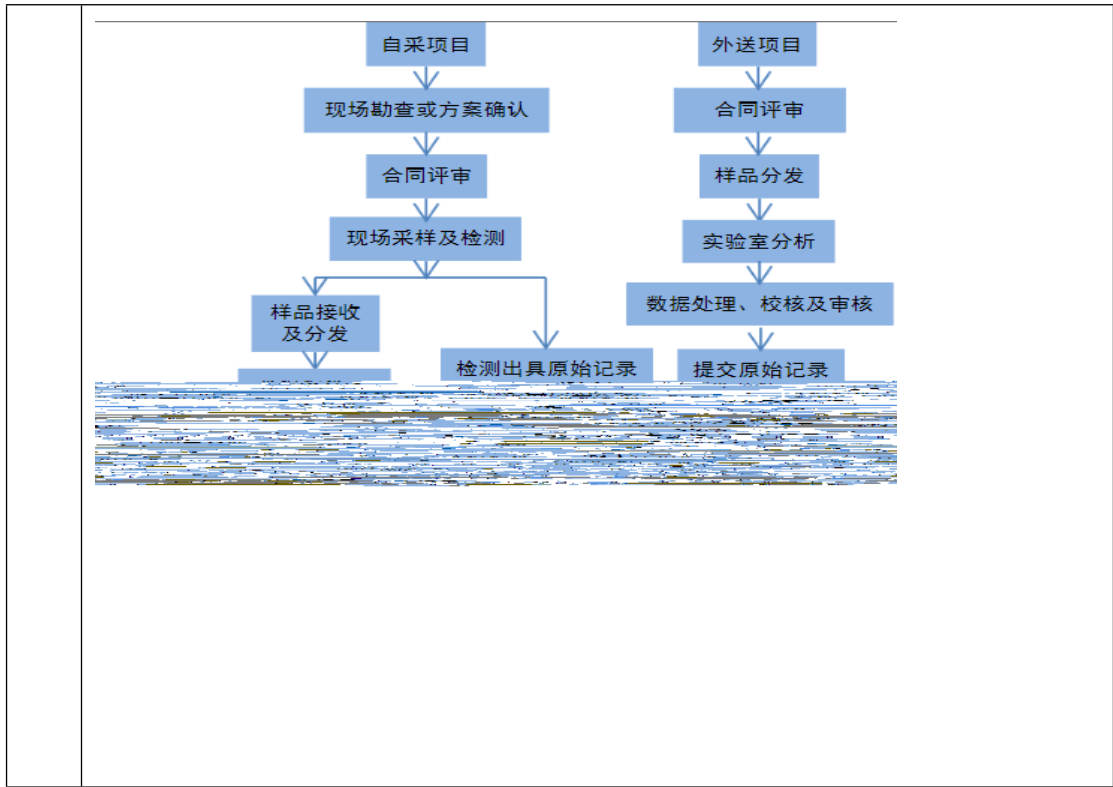 自采项目
外送项目
现场勘查或方案确认
合同评审
合同评审
样品分发
现场采样及检测
实验室分析
数据处理、校核及审核
样品接收
及分发
检测出具原始记录
提交原始记录